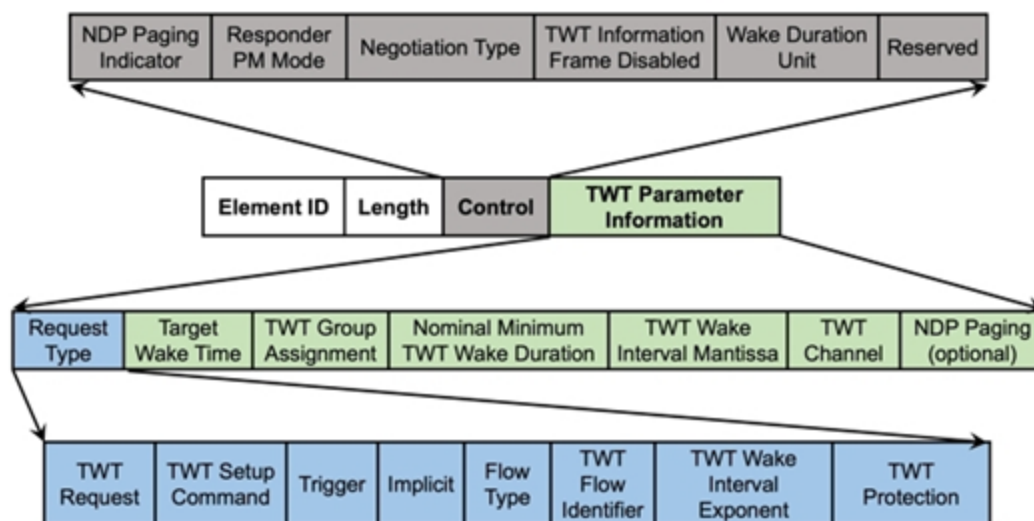 NDP Paging
Indicator
Responder
PM Mode
Negotiation Type
TWT Information
Frame Disabled
Wake Duration
Unit
Reserved
Element ID
Length
Control
TWT Parameter
Information
Request
Type
Target
Wake Time
TWT Group
Assignment
Nominal Minimum
TWT Wake Duration
TWT Wake
Interval Mantissa
TWT
Channel
NDP Paging
(optional)
TWT
Request
TWT Setup
Command
Trigger
Implicit
Flow
Type
TWT
Flow
Identifier
TWT Wake
Interval
Exponent
TWT
Protection